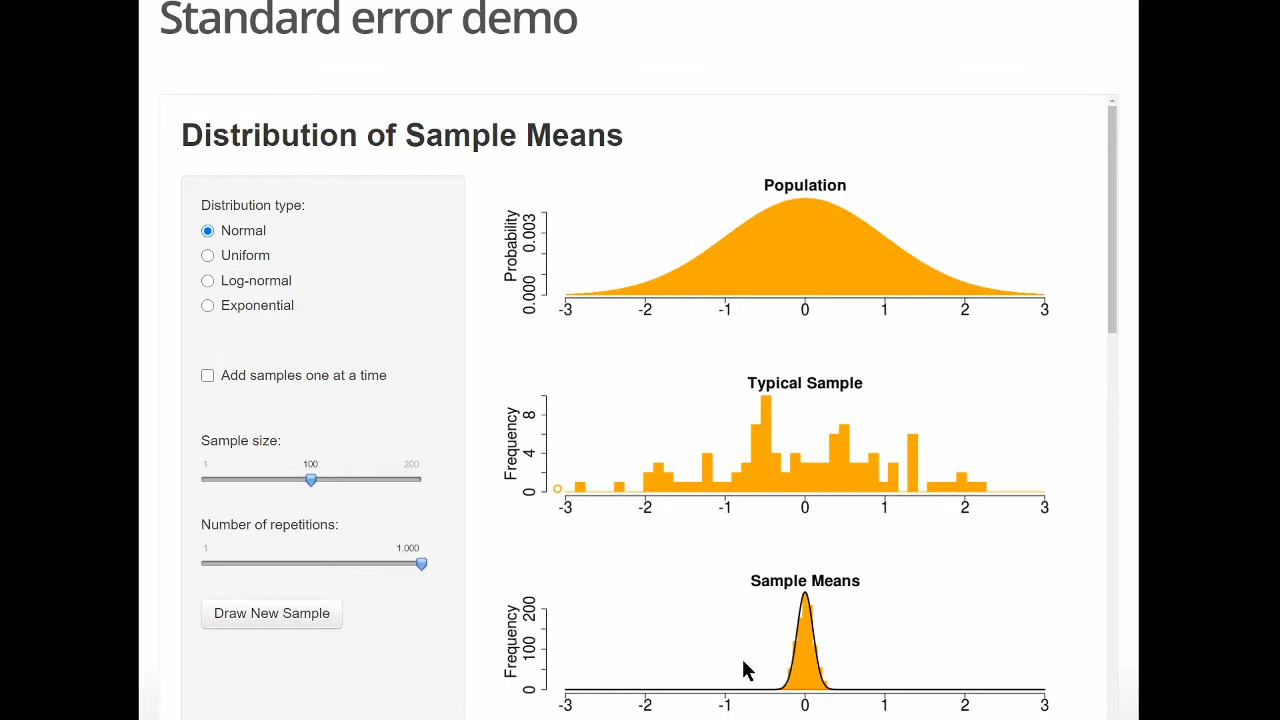 Standard error demo
Distribution of Sample Means
Distribution type:
Normal
Uniform
Log-normal
Exponential
Add samples one at a time
Sample size:
1 100 200
Number of repetitions:
1 1,000
Draw New Sample
Population
Probability
0.000 0.003
-3 -2 -1 0 1 2 3
Typical Sample
Frequency
0 4 8
-3 -2 -1 0 1 2 3
Sample Means
Frequency
0 100 200
-3 -2 -1 0 1 2 3